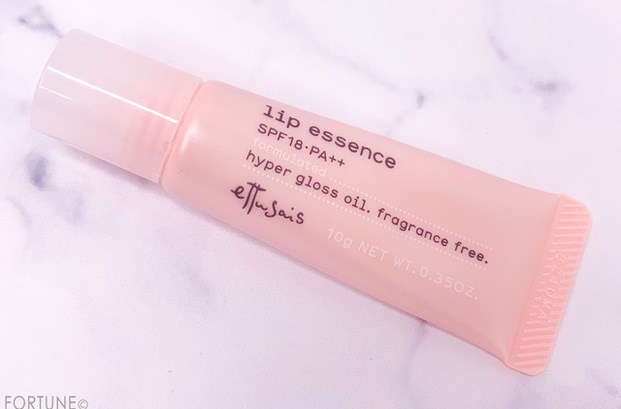 lip essence
SPF18·PA++
formulated
hyper gloss oil. fragrance free.
ettusais
10g NET WT.0.35OZ.
FORTUNE©